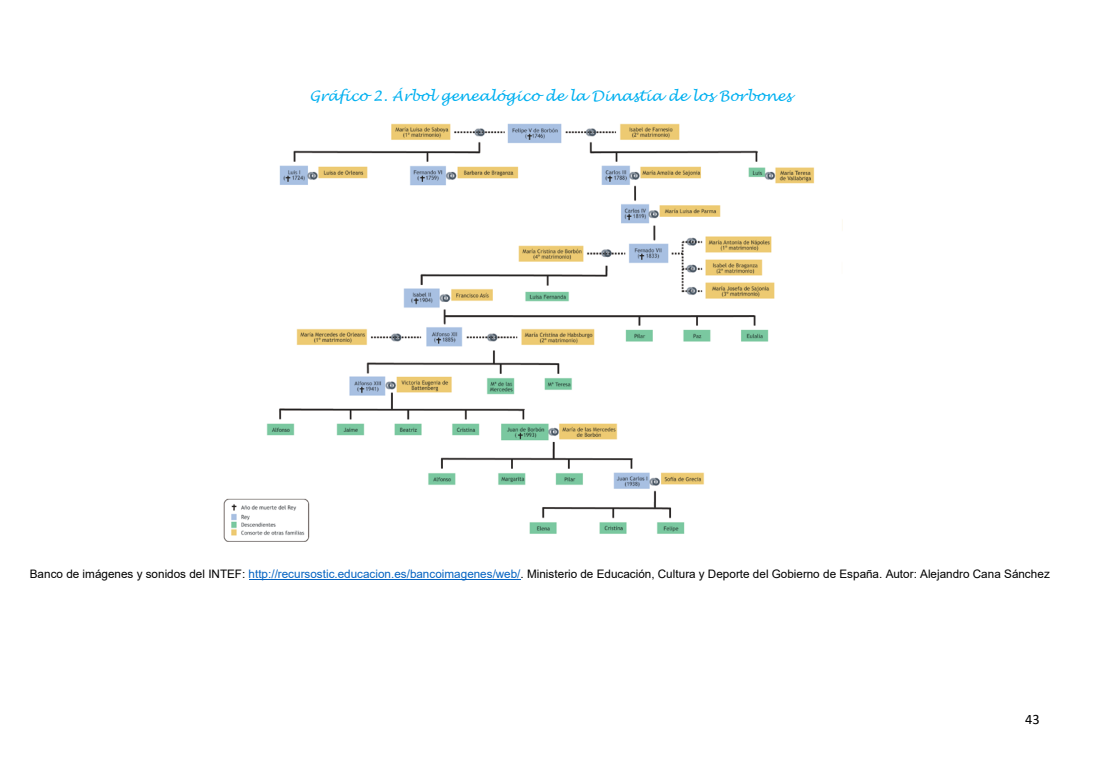 Gráfico 2. Árbol genealógico de la Dinastía de los Borbones
María Luisa de Saboya
(1º matrimonio)
Felipe V de Borbón
(✝1746)
Isabel de Farnesio
(2º matrimonio)
Luis I
(✝1724)
Luisa de Orleans
Fernando VI
(✝1759)
Barbara de Braganza
Carlos III
(✝1788)
María Amalia de Sajonia
Luis
María Teresa
de Vallabriga
Carlos IV
(✝1819)
María Luisa de Parma
María Cristina de Borbón
(4º matrimonio)
Fernado VII
(✝1833)
María Antonia de Nápoles
(1º matrimonio)
Isabel de Braganza
(2º matrimonio)
María Josefa de Sajonia
(3º matrimonio)
Isabel II
(✝1904)
Francisco Asís
Luisa Fernanda
María Mercedes de Orleans
(1º matrimonio)
Alfonso XII
(✝1885)
María Cristina de Habsburgo
(2º matrimonio)
Pilar
Paz
Eulalia
Alfonso XIII
(✝1941)
Victoria Eugenia de
Battenberg
Mª de las
Mercedes
Mª Teresa
Alfonso
Jaime
Beatriz
Cristina
Juan de Borbón
(✝1993)
María de las Mercedes
de Borbón
Alfonso
Margarita
Pilar
Juan Carlos I
(1938)
Sofía de Grecia
Elena
Cristina
Felipe
✝ Año de muerte del Rey
Rey
Descendientes
Consorte de otras familias
Banco de imágenes y sonidos del INTEF: http://recursostic.educacion.es/bancoimagenes/web/. Ministerio de Educación, Cultura y Deporte del Gobierno de España. Autor: Alejandro Cana Sánchez
43